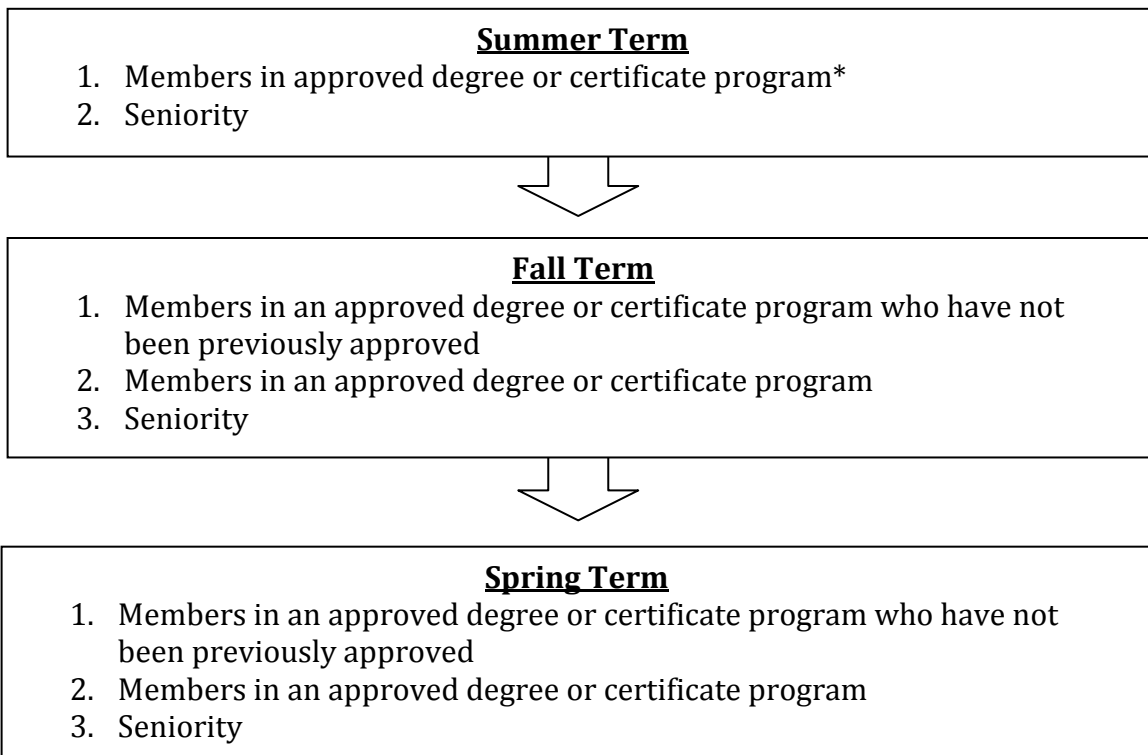 Summer Term
1. Members in approved degree or certificate program*
2. Seniority
Fall Term
1. Members in an approved degree or certificate program who have not
been previously approved
2. Members in an approved degree or certificate program
3. Seniority
Spring Term
1. Members in an approved degree or certificate program who have not
been previously approved
2. Members in an approved degree or certificate program
3. Seniority